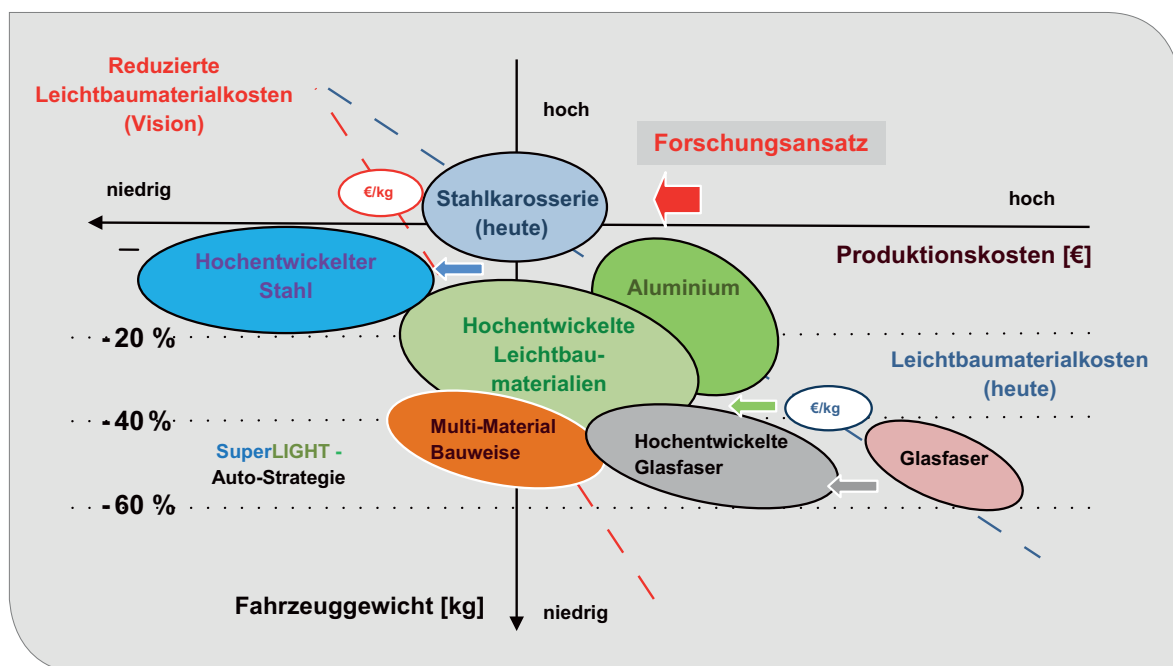 Reduzierte
Leichtbaumaterialkosten
(Vision)
hoch
Forschungsansatz
niedrig
€/kg
Stahlkarosserie
(heute)
hoch
Produktionskosten [€]
Hochentwickelter
Stahl
Aluminium
Hochentwickelte
Leichtbau-
materialien
-20 %
Leichtbaumaterialkosten
(heute)
€/kg
-40 %
Multi-Material
Bauweise
Hochentwickelte
Glasfaser
Glasfaser
SuperLIGHT -
Auto-Strategie
-60 %
Fahrzeuggewicht [kg]
niedrig